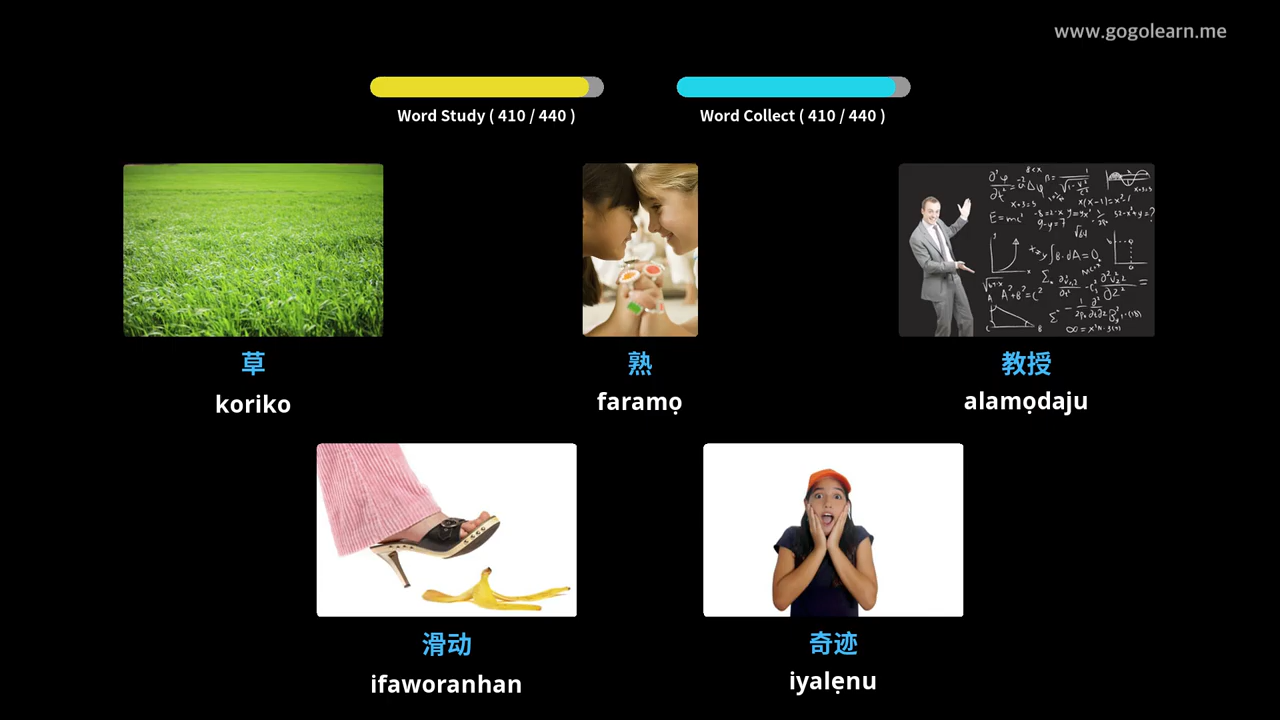 www.gogolearn.me
Word Study ( 410 / 440 )
Word Collect ( 410 / 440 )
草
koriko
熟
faramọ
教授
alamọdaju
滑动
ifaworanhan
奇迹
iyalẹnu